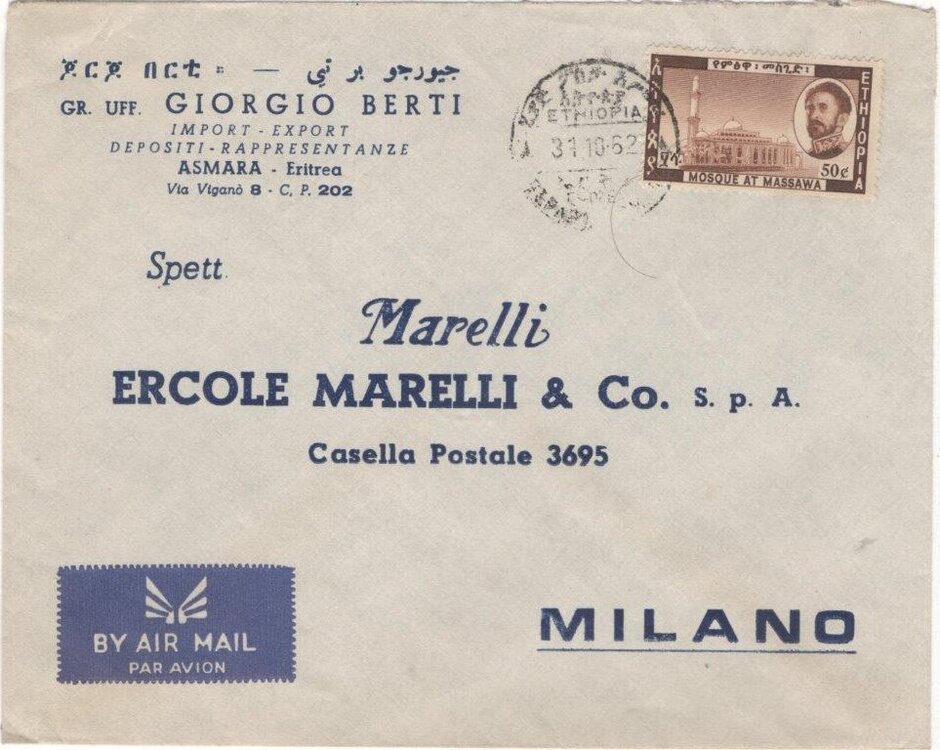 ጆርጆ በርቲ ። — جيورجو بر تي
GR. UFF. GIORGIO BERTI
IMPORT - EXPORT
DEPOSITI - RAPPRESENTANZE
ASMARA - Eritrea
Via Viganò 8 - C. P. 202
ETHIOPIA
31.10.62
የምፅዋ፡ መስጊድ፡
ETHIOPIA
50¢
MOSQUE AT MASSAWA
Spett.
Marelli
ERCOLE MARELLI & Co. S. p. A.
Casella Postale 3695
BY AIR MAIL
PAR AVION
MILANO